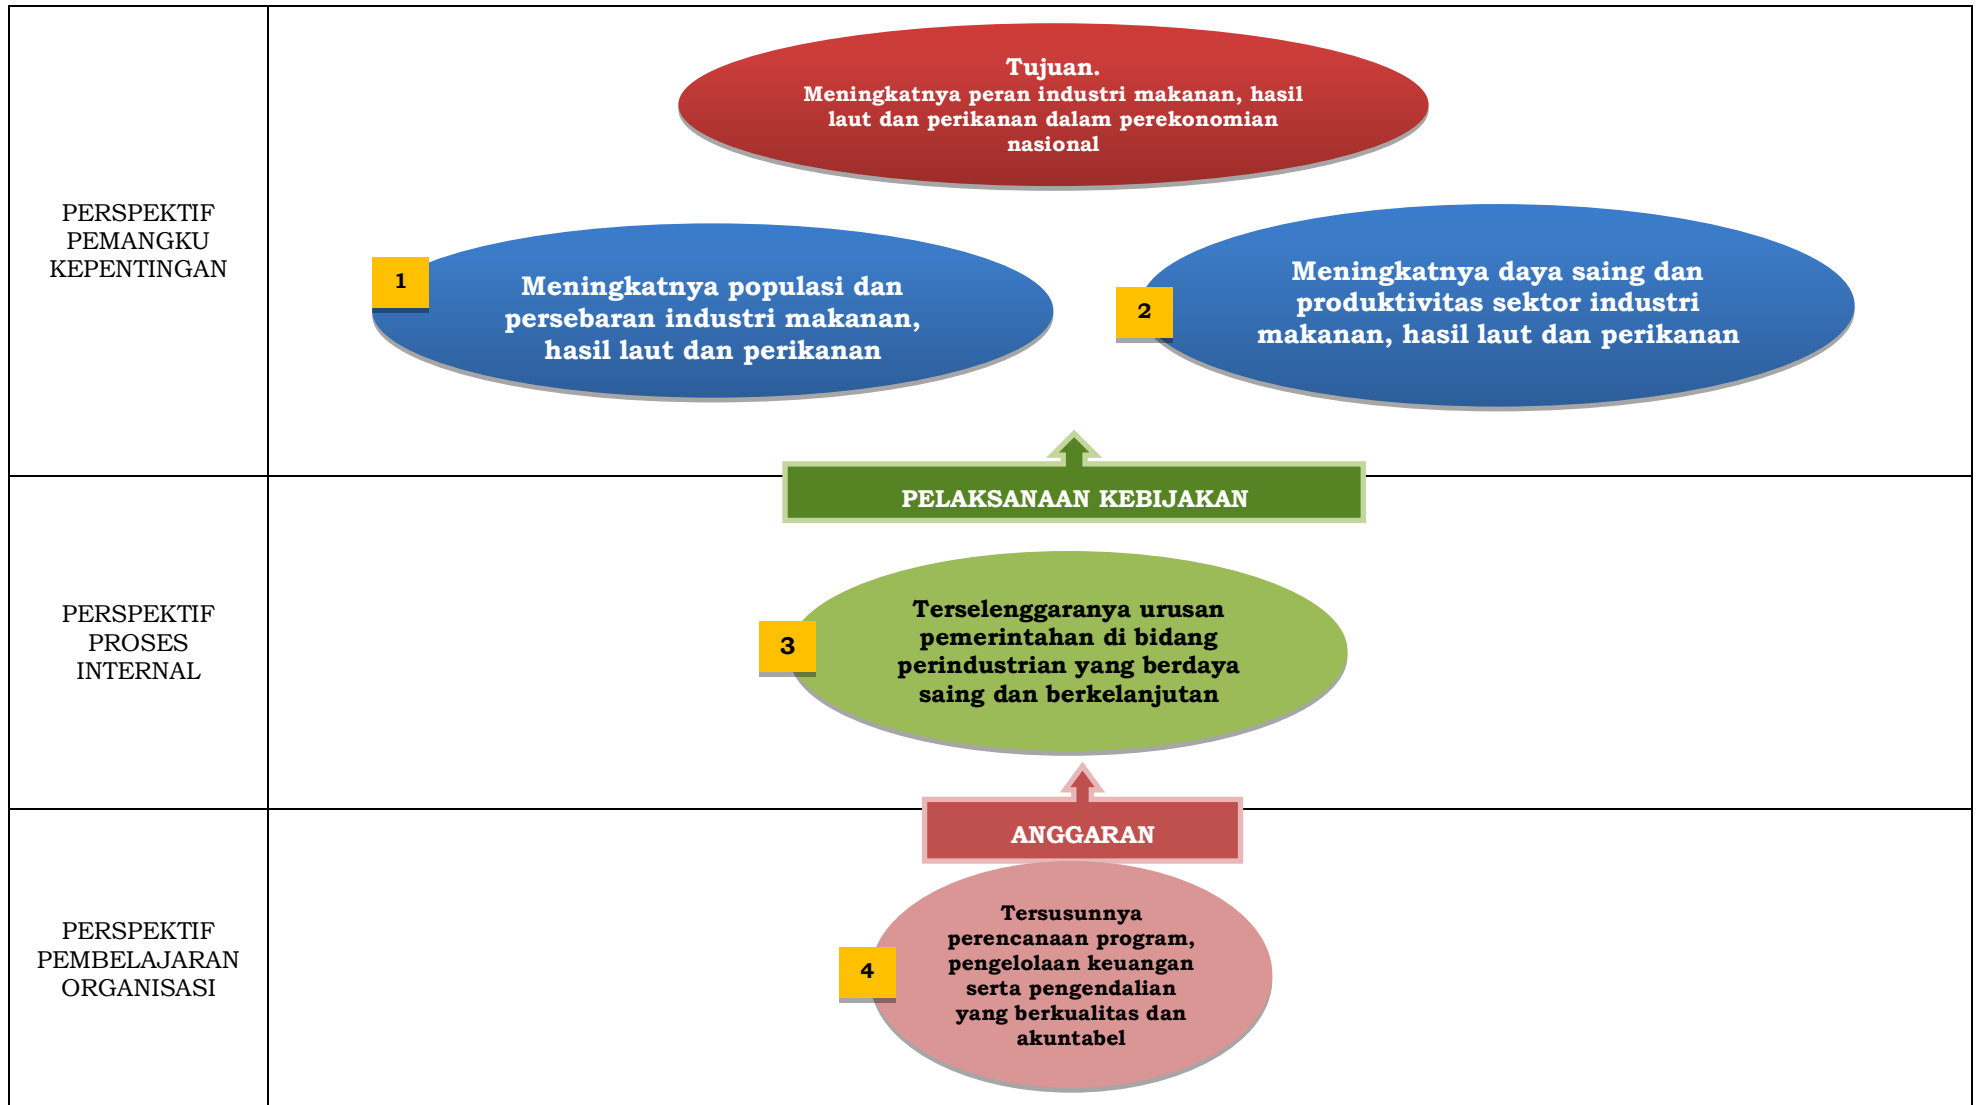 PERSPEKTIF
PEMANGKU
KEPENTINGAN
Tujuan.
Meningkatnya peran industri makanan, hasil
laut dan perikanan dalam perekonomian
nasional
1
Meningkatnya populasi dan
persebaran industri makanan,
hasil laut dan perikanan
2
Meningkatnya daya saing dan
produktivitas sektor industri
makanan, hasil laut dan perikanan
PELAKSANAAN KEBIJAKAN
PERSPEKTIF
PROSES
INTERNAL
3
Terselenggaranya urusan
pemerintahan di bidang
perindustrian yang berdaya
saing dan berkelanjutan
ANGGARAN
PERSPEKTIF
PEMBELAJARAN
ORGANISASI
4
Tersusunnya
perencanaan program,
pengelolaan keuangan
serta pengendalian
yang berkualitas dan
akuntabel